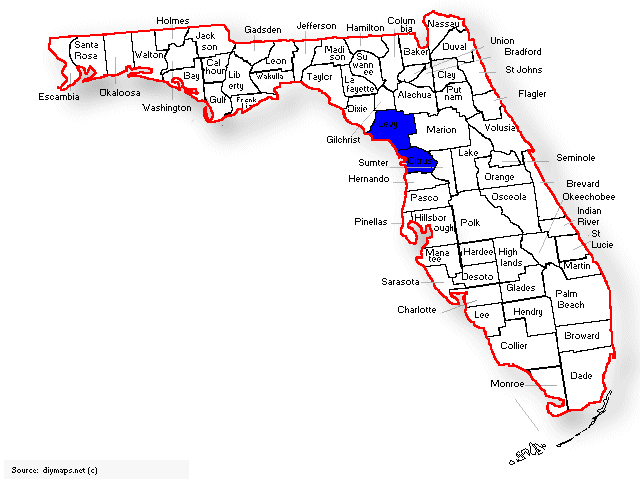 Holmes
Jefferson
Hamilton
Colum
bia
Nassau
Gadsden
Santa
Rosa
Walton
Jack
son
Leon
Madi
son
Su
wan
nee
Baker
Duval
Union
Bradford
Bay
Cal
houn
Lib
erty
Wakulla
Taylor
La
fayette
Clay
St Johns
Escambia
Okaloosa
Washington
Gulf
Frank
lin
Dixie
Alachua
Put
nam
Flagler
Gilchrist
Levy
Marion
Volusia
Sumter
Lake
Seminole
Hernando
Orange
Brevard
Pasco
Osceola
Okeechobee
Pinellas
Hillsbor
ough
Polk
Indian
River
St
Lucie
Mana
tee
Hardee
High
lands
Sarasota
Desoto
Martin
Glades
Palm
Beach
Charlotte
Lee
Hendry
Collier
Broward
Monroe
Dade
Source: diymaps.net (c)